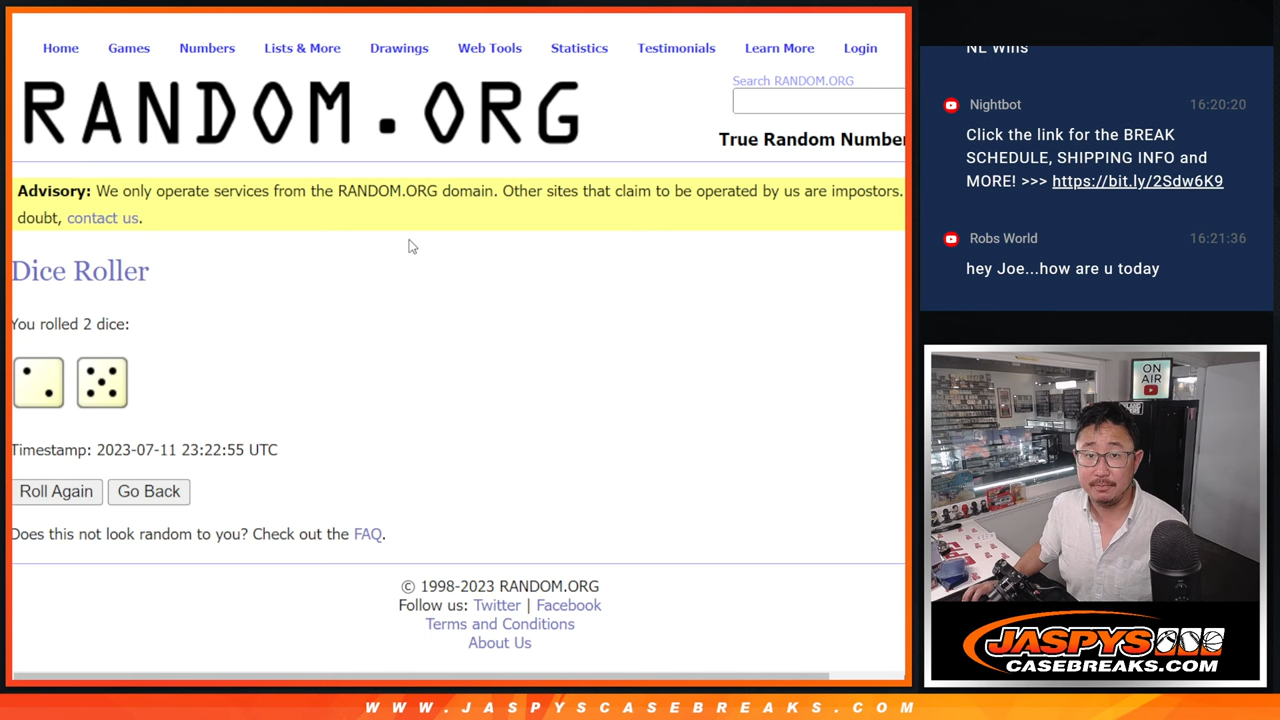 Home Games Numbers Lists & More Drawings Web Tools Statistics Testimonials Learn More Login
RANDOM.ORG
Search RANDOM.ORG
True Random Number
Advisory: We only operate services from the RANDOM.ORG domain. Other sites that claim to be operated by us are impostors.
doubt, contact us.
Dice Roller
You rolled 2 dice:
Timestamp: 2023-07-11 23:22:55 UTC
Roll Again Go Back
Does this not look random to you? Check out the FAQ.
© 1998-2023 RANDOM.ORG
Follow us: Twitter | Facebook
Terms and Conditions
About Us
NL Wins
Nightbot 16:20:20
Click the link for the BREAK
SCHEDULE, SHIPPING INFO and
MORE! >>> https://bit.ly/2Sdw6K9
Robs World 16:21:36
hey Joe...how are u today
ON
AIR
JASPYS
CASEBREAKS.COM
WWW.JASPYSCASEBREAKS.COM